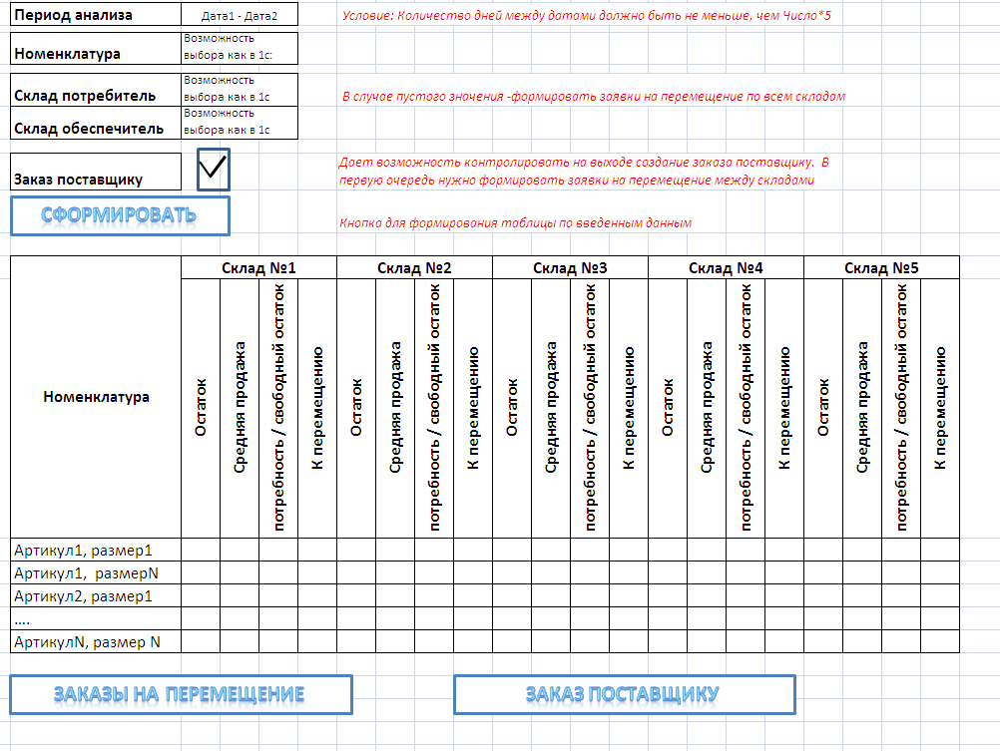 Период анализа Дата1 - Дата2 Условие: Количество дней между датами должно быть не меньше, чем Число*5
Возможность
Номенклатура выбора как в 1с:
Возможность
Склад потребитель выбора как в 1с В случае пустого значения -формировать заявки на перемещение по всем складам
Возможность
Склад обеспечитель выбора как в 1с
Дает возможность контролировать на выходе создание заказа поставщику. В
Заказ поставщику первую очередь нужно формировать заявки на перемещение между складами
СФОРМИРОВАТЬ
Кнопка для формирования таблицы по введенным данным
Номенклатура
Склад №1 Склад №2 Склад №3 Склад №4 Склад №5
Остаток
Средняя продажа
потребность / свободный остаток
К перемещению
Остаток
Средняя продажа
потребность / свободный остаток
К перемещению
Остаток
Средняя продажа
потребность / свободный остаток
К перемещению
Остаток
Средняя продажа
потребность / свободный остаток
К перемещению
Остаток
Средняя продажа
потребность / свободный остаток
К перемещению
Артикул1, размер1
Артикул1, размерN
Артикул2, размер1
....
АртикулN, размер N
ЗАКАЗЫ НА ПЕРЕМЕЩЕНИЕ ЗАКАЗ ПОСТАВЩИКУ